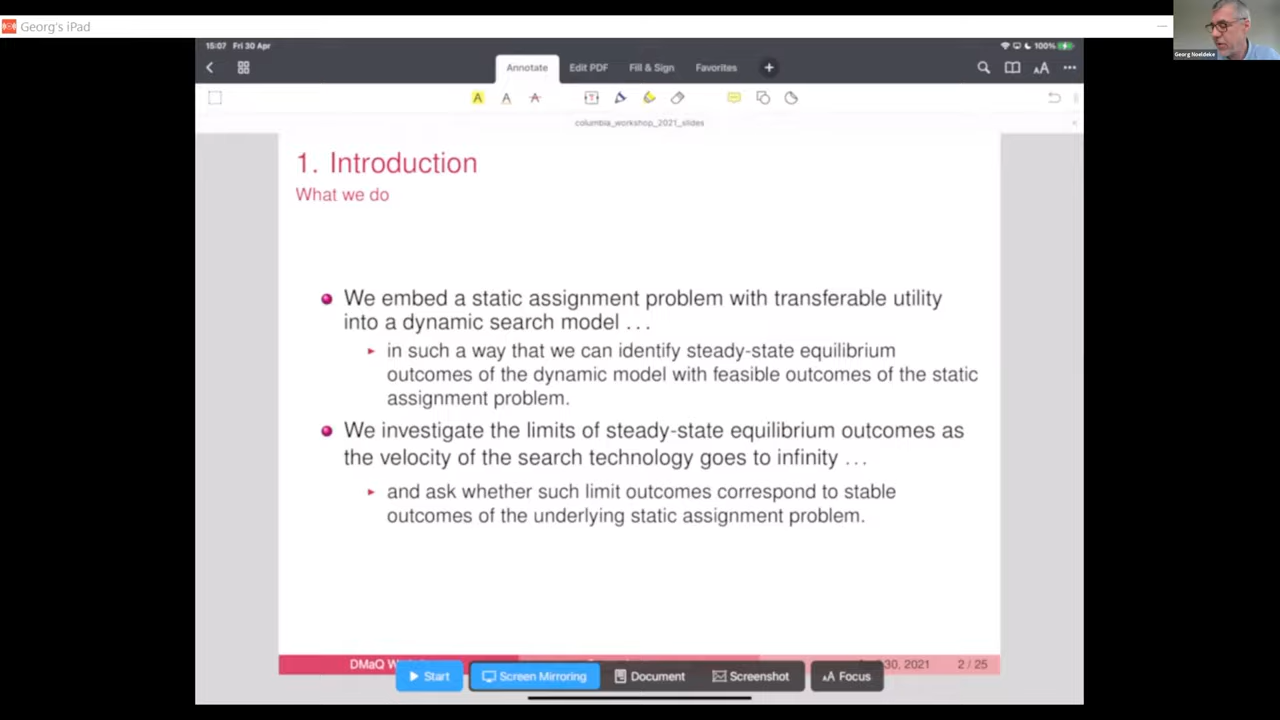 Georg's iPad
Georg Noeldeke
15:07 Fri 30 Apr
100%
Annotate Edit PDF Fill & Sign Favorites +
AA
A A A T
columbia_workshop_2021_slides
1. Introduction
What we do
We embed a static assignment problem with transferable utility
into a dynamic search model . . .
in such a way that we can identify steady-state equilibrium
outcomes of the dynamic model with feasible outcomes of the static
assignment problem.
We investigate the limits of steady-state equilibrium outcomes as
the velocity of the search technology goes to infinity . . .
and ask whether such limit outcomes correspond to stable
outcomes of the underlying static assignment problem.
DMaQ 30, 2021 2 / 25
Start Screen Mirroring Document Screenshot AA Focus